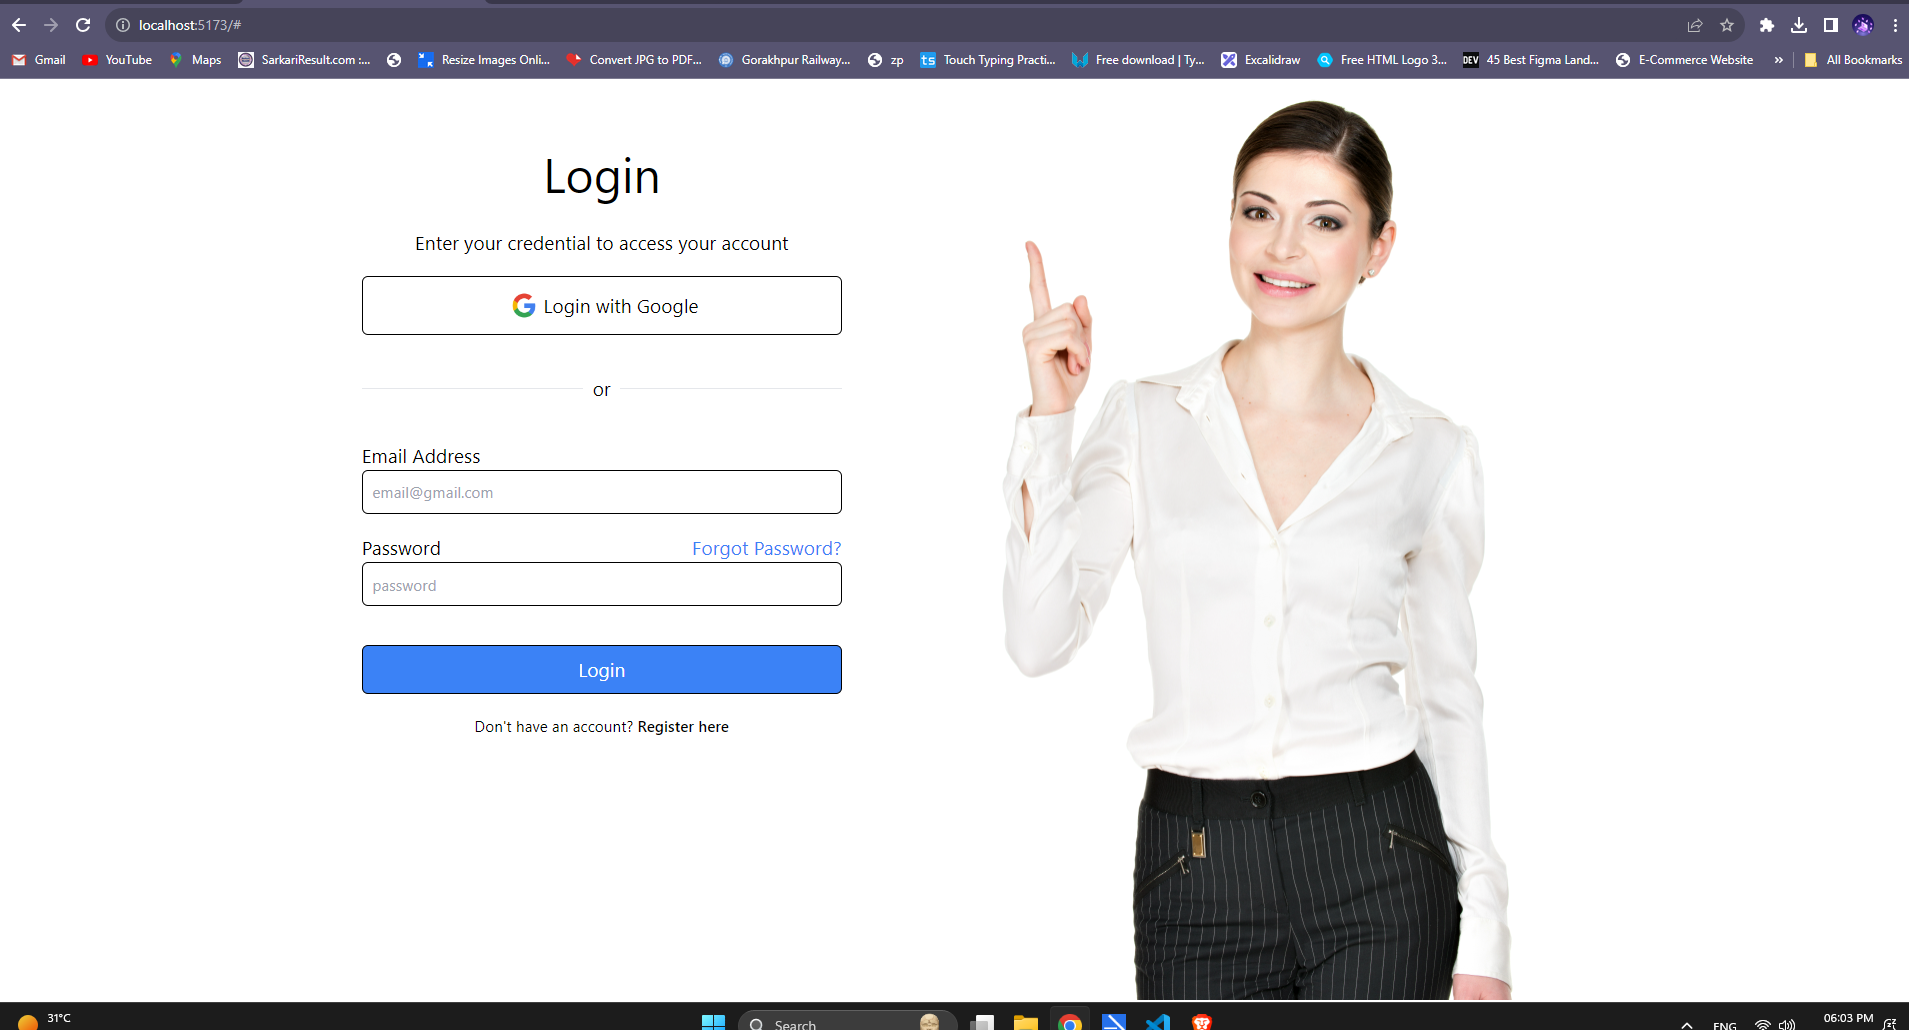 localhost:5173/#
Gmail YouTube Maps SarkariResult.com :... Resize Images Onli... Convert JPG to PDF... Gorakhpur Railway... zp ts Touch Typing Practi... Free download | Ty... Excalidraw Free HTML Logo 3... DEV 45 Best Figma Land... E-Commerce Website » All Bookmarks
Login
Enter your credential to access your account
G Login with Google
or
Email Address
email@gmail.com
Password Forgot Password?
password
Login
Don't have an account? Register here
31°C Search ENG 06:03 PM